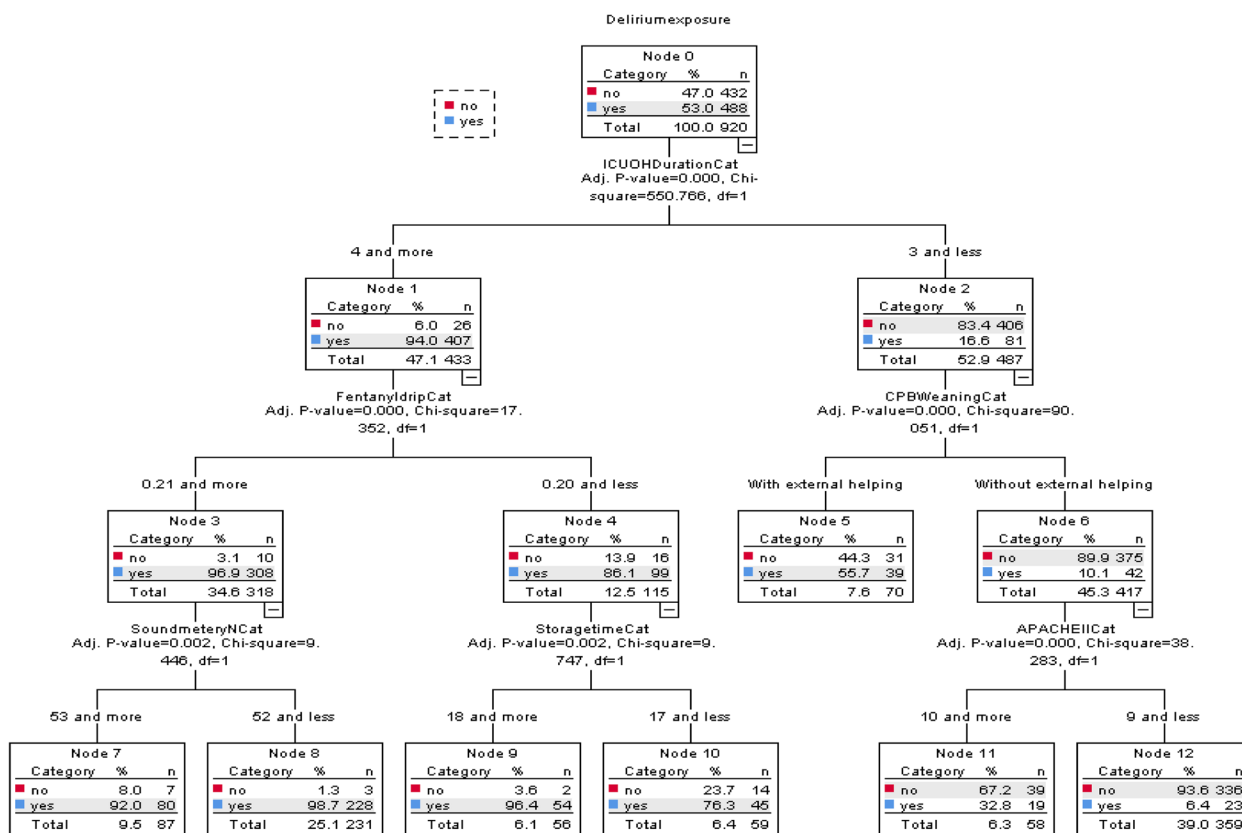 Deliriumexposure
Node 0
Category % n
no 47.0 432
yes 53.0 488
Total 100.0 920
no
yes
ICUOHDurationCat
Adj. P-value=0.000, Chi-
square=550.766, df=1
4 and more
3 and less
Node 1
Category % n
no 6.0 26
yes 94.0 407
Total 47.1 433
Node 2
Category % n
no 83.4 406
yes 16.6 81
Total 52.9 487
FentanyldripCat
Adj. P-value=0.000, Chi-square=17.
352, df=1
CPBWeaningCat
Adj. P-value=0.000, Chi-square=90.
051, df=1
0.21 and more
0.20 and less
With external helping
Without external helping
Node 3
Category % n
no 3.1 10
yes 96.9 308
Total 34.6 318
Node 4
Category % n
no 13.9 16
yes 86.1 99
Total 12.5 115
Node 5
Category % n
no 44.3 31
yes 55.7 39
Total 7.6 70
Node 6
Category % n
no 89.9 375
yes 10.1 42
Total 45.3 417
SoundmeteryNCat
Adj. P-value=0.002, Chi-square=9.
446, df=1
StoragetimeCat
Adj. P-value=0.002, Chi-square=9.
747, df=1
APACHEIICat
Adj. P-value=0.000, Chi-square=38.
283, df=1
53 and more
52 and less
18 and more
17 and less
10 and more
9 and less
Node 7
Category % n
no 8.0 7
yes 92.0 80
Total 9.5 87
Node 8
Category % n
no 1.3 3
yes 98.7 228
Total 25.1 231
Node 9
Category % n
no 3.6 2
yes 96.4 54
Total 6.1 56
Node 10
Category % n
no 23.7 14
yes 76.3 45
Total 6.4 59
Node 11
Category % n
no 67.2 39
yes 32.8 19
Total 6.3 58
Node 12
Category % n
no 93.6 336
yes 6.4 23
Total 39.0 359